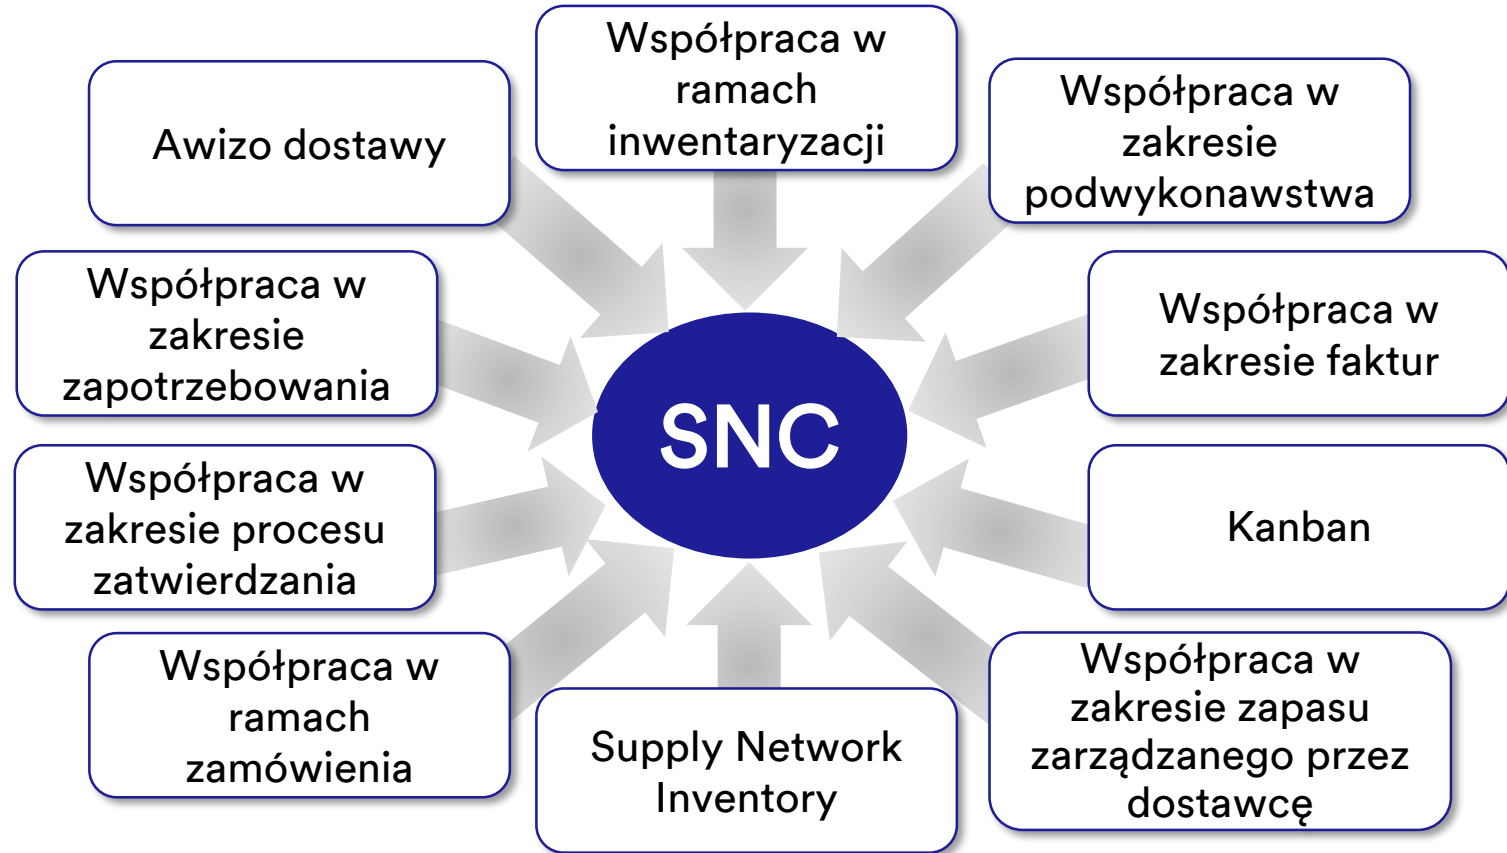 Współpraca w
ramach
inwentaryzacji
Awizo dostawy
Współpraca w
zakresie
podwykonawstwa
Współpraca w
zakresie
zapotrzebowania
Współpraca w
zakresie faktur
SNC
Współpraca w
zakresie procesu
zatwierdzania
Kanban
Współpraca w
ramach
zamówienia
Supply Network
Inventory
Współpraca w
zakresie zapasu
zarządzanego przez
dostawcę